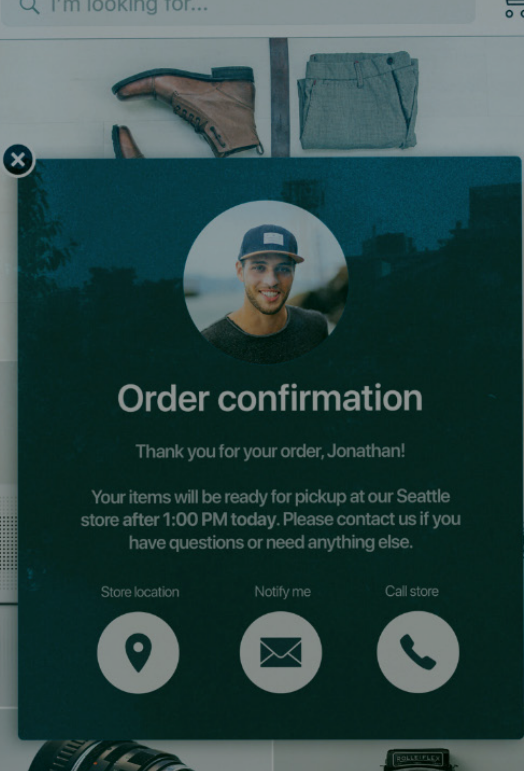 I'm looking for...
Order confirmation
Thank you for your order, Jonathan!
Your items will be ready for pickup at our Seattle
store after 1:00 PM today. Please contact us if you
have questions or need anything else.
Store location
Notify me
Call store
ROLLEIFLEX